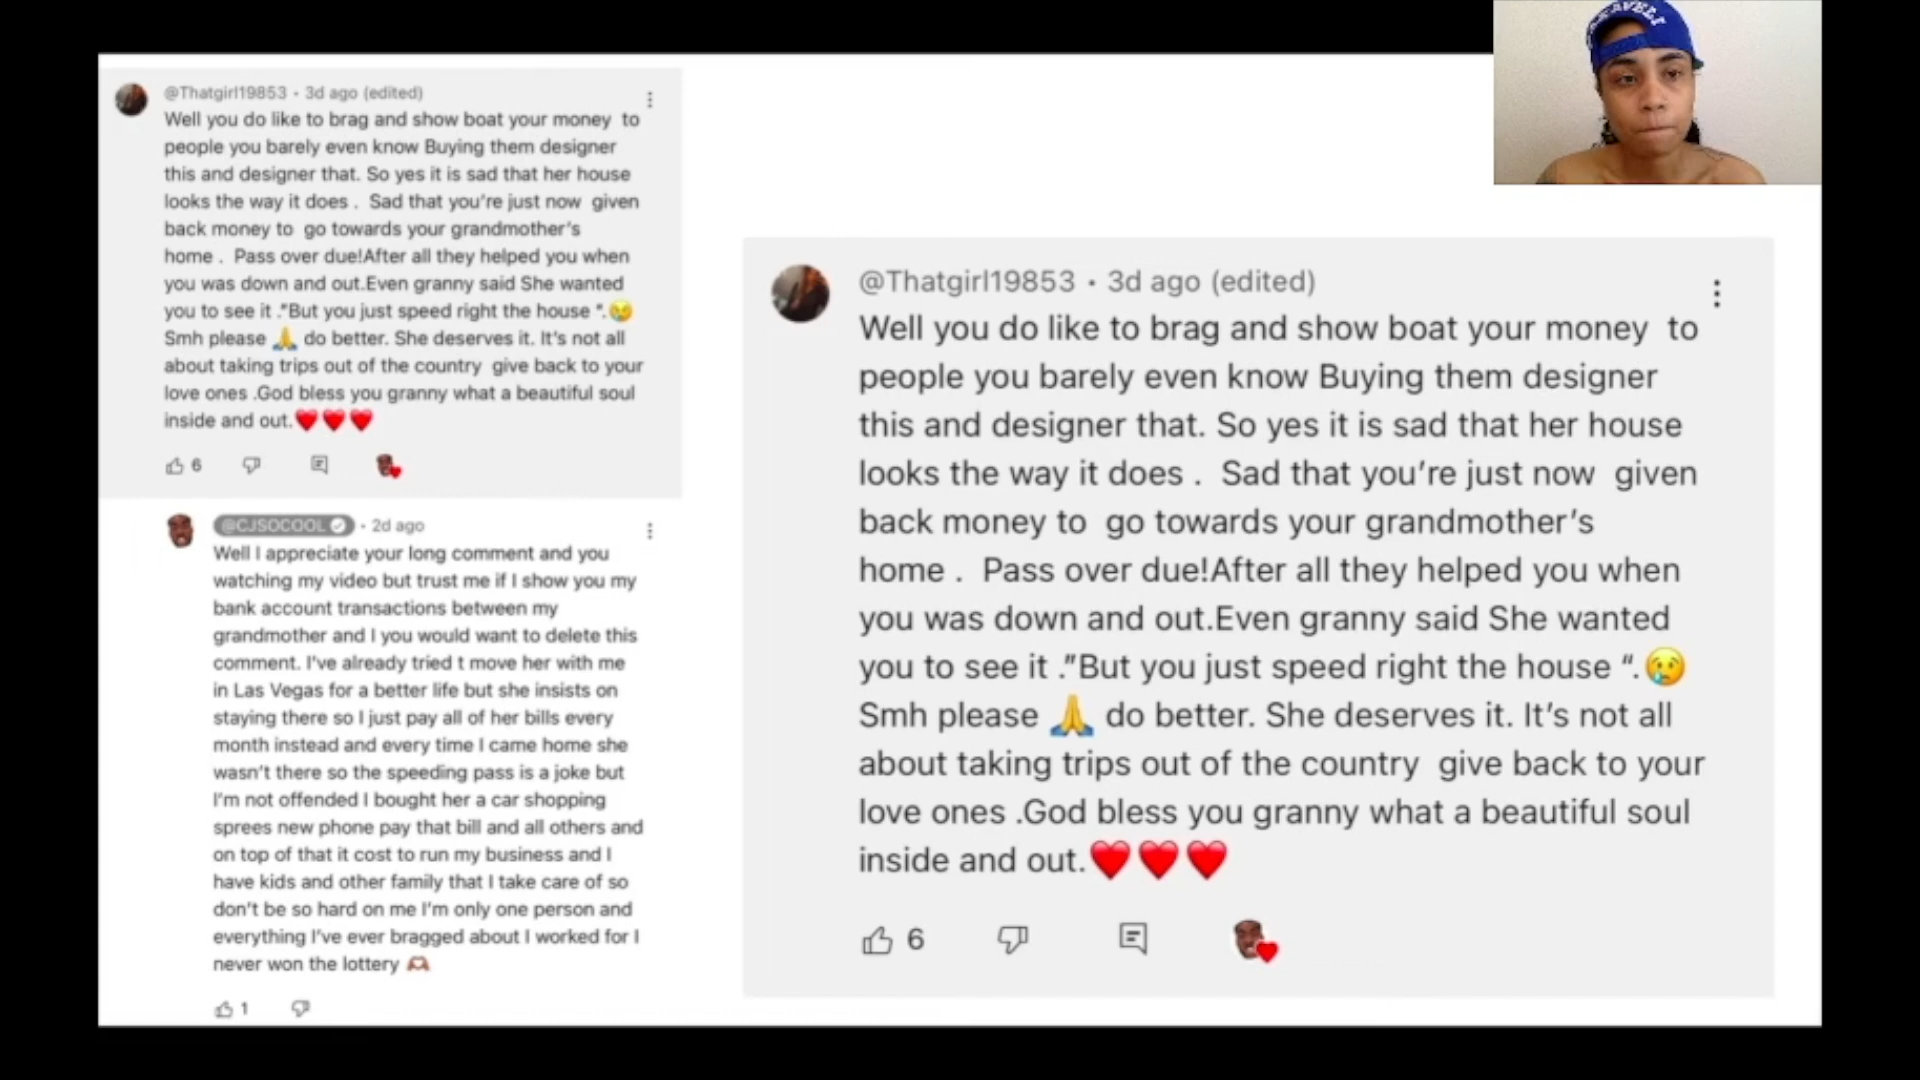 @Thatgirl19853 • 3d ago (edited)
Well you do like to brag and show boat your money  to
people you barely even know Buying them designer
this and designer that. So yes it is sad that her house
looks the way it does .  Sad that you're just now  given
back money to  go towards your grandmother's
home .  Pass over due!After all they helped you when
you was down and out.Even granny said She wanted
you to see it ."But you just speed right the house ".😢
Smh please 🙏 do better. She deserves it. It's not all
about taking trips out of the country  give back to your
love ones .God bless you granny what a beautiful soul
inside and out.❤️❤️❤️
6
@CJSOCOOL • 2d ago
Well I appreciate your long comment and you
watching my video but trust me if I show you my
bank account transactions between my
grandmother and I you would want to delete this
comment. I've already tried t move her with me
in Las Vegas for a better life but she insists on
staying there so I just pay all of her bills every
month instead and every time I came home she
wasn't there so the speeding pass is a joke but
I'm not offended I bought her a car shopping
sprees new phone pay that bill and all others and
on top of that it cost to run my business and I
have kids and other family that I take care of so
don't be so hard on me I'm only one person and
everything I've ever bragged about I worked for I
never won the lottery 🫶🏾
1
@Thatgirl19853 • 3d ago (edited)
Well you do like to brag and show boat your money  to
people you barely even know Buying them designer
this and designer that. So yes it is sad that her house
looks the way it does .  Sad that you're just now  given
back money to  go towards your grandmother's
home .  Pass over due!After all they helped you when
you was down and out.Even granny said She wanted
you to see it ."But you just speed right the house ".😢
Smh please 🙏 do better. She deserves it. It's not all
about taking trips out of the country  give back to your
love ones .God bless you granny what a beautiful soul
inside and out.❤️❤️❤️
6